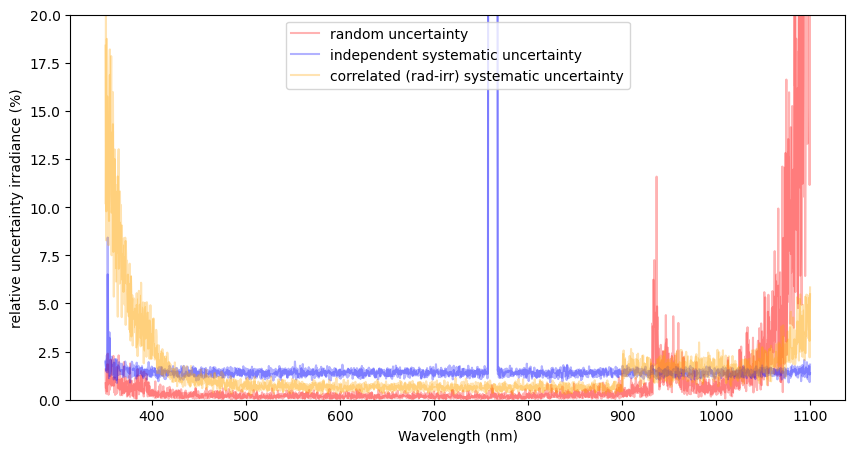 20.0
17.5
15.0
12.5
10.0
7.5
5.0
2.5
0.0
relative uncertainty irradiance (%)
random uncertainty
independent systematic uncertainty
correlated (rad-irr) systematic uncertainty
400 500 600 700 800 900 1000 1100
Wavelength (nm)